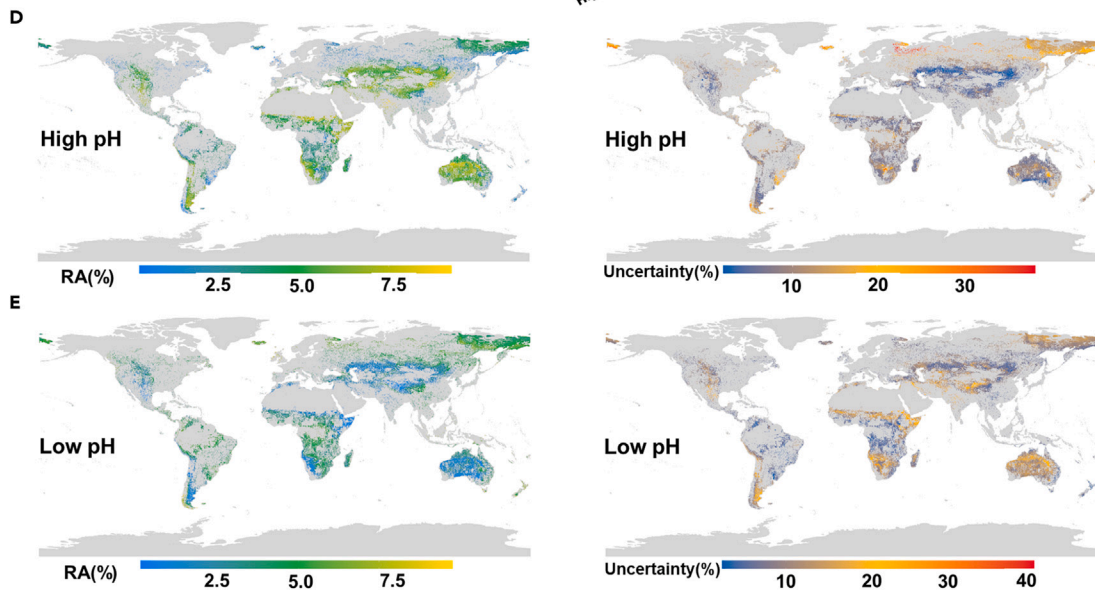 D
High pH
High pH
RA(%)
2.5 5.0 7.5
Uncertainty(%)
10 20 30
E
Low pH
Low pH
RA(%)
2.5 5.0 7.5
Uncertainty(%)
10 20 30 40